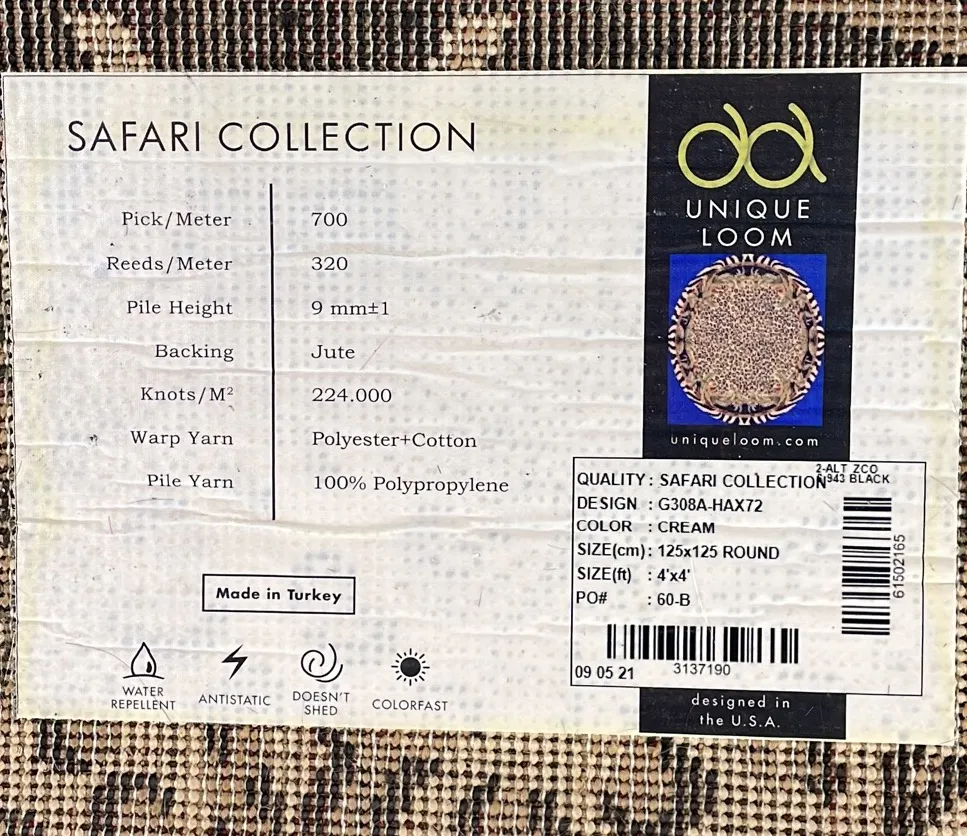 SAFARI COLLECTION
Pick/Meter 700
Reeds/Meter 320
Pile Height 9 mm±1
Backing Jute
Knots/M² 224.000
Warp Yarn Polyester+Cotton
Pile Yarn 100% Polypropylene
Made in Turkey
WATER
REPELLENT
ANTISTATIC
DOESN'T
SHED
COLORFAST
UNIQUE
LOOM
uniqueloom.com
2-ALT ZCO
BLACK
QUALITY : SAFARI COLLECTION
DESIGN : G308A-HAX72
COLOR : CREAM
SIZE(cm) : 125x125 ROUND
SIZE(ft) : 4'x4'
PO# : 60-B
09 05 21
3137190
61502165
designed in
the U.S.A.